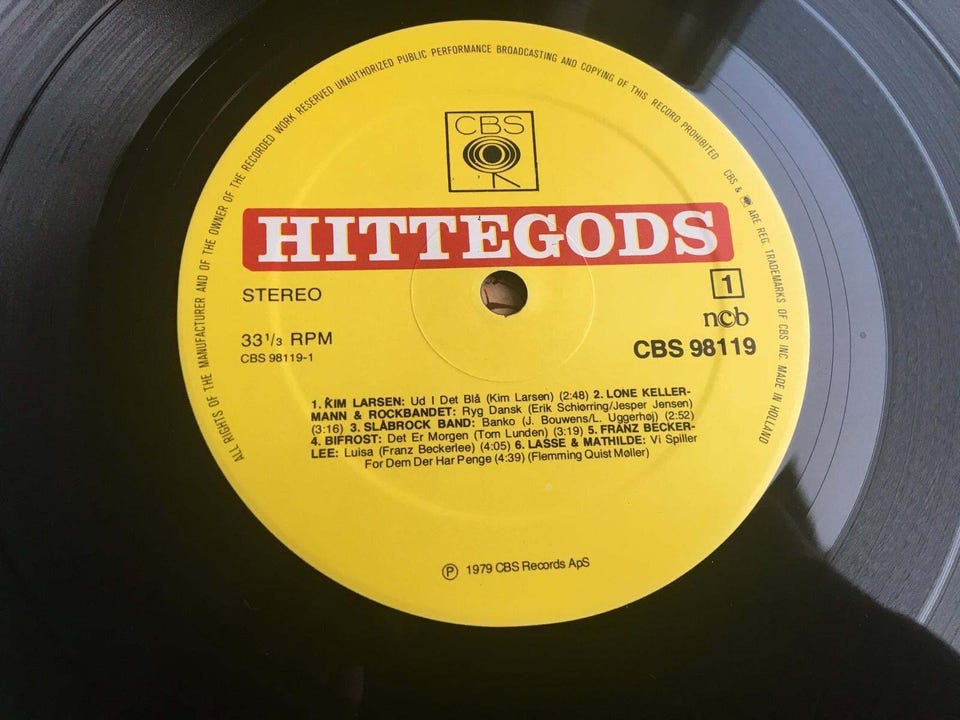 ALL RIGHTS OF THE MANUFACTURER AND OF THE OWNER OF THE RECORDED WORK RESERVED UNAUTHORIZED PUBLIC PERFORMANCE BROADCASTING AND COPYING OF THIS RECORD PROHIBITED
CBS & ARE REG. TRADEMARKS OF CBS INC. MADE IN HOLLAND
CBS
HITTEGODS
STEREO
1
ncb
33 1/3 RPM
CBS 98119
CBS 98119-1
1. KIM LARSEN: Ud I Det Blå (Kim Larsen) (2:48) 2. LONE KELLER-
MANN & ROCKBANDET: Ryg Dansk (Erik Schiørring/Jesper Jensen)
(3:16) 3. SLÅBROCK BAND: Banko (J. Bouwens/L. Uggerhøj) (2:52)
4. BIFROST: Det Er Morgen (Tom Lunden) (3:19) 5. FRANZ BECKER-
LEE: Luisa (Franz Beckerlee) (4:05) 6. LASSE & MATHILDE: Vi Spiller
For Dem Der Har Penge (4:39) (Flemming Quist Møller)
℗ 1979 CBS Records ApS